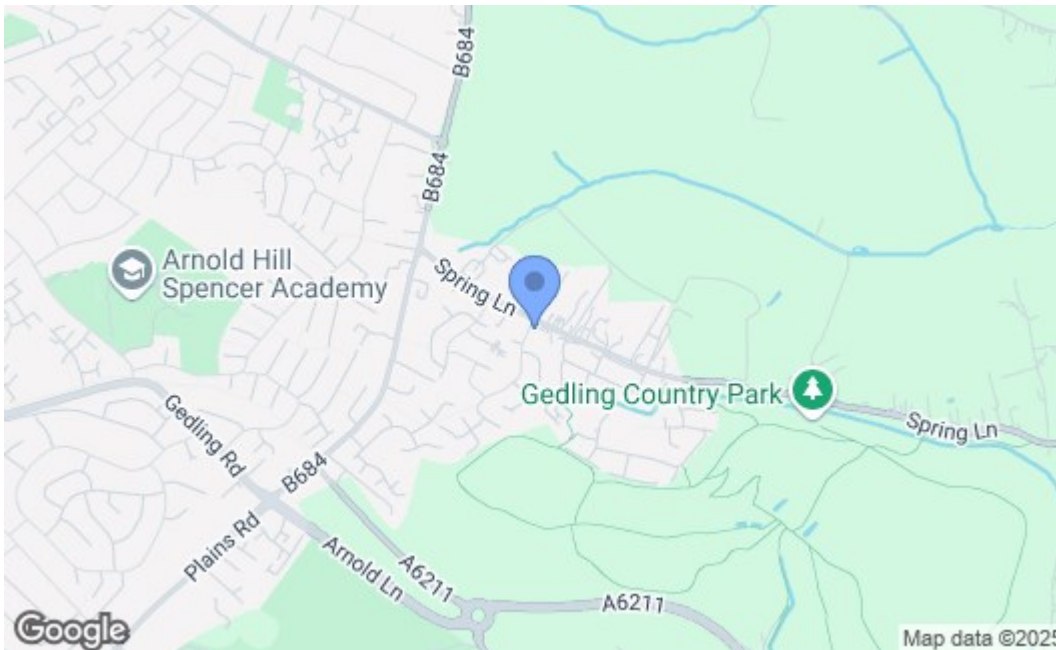 B684
B684
Arnold Hill
Spencer Academy
Spring Ln
Gedling Country Park
Spring Ln
Gedling Rd
B684
Plains Rd
Arnold Ln
A6211
A6211
Google
Map data ©2025